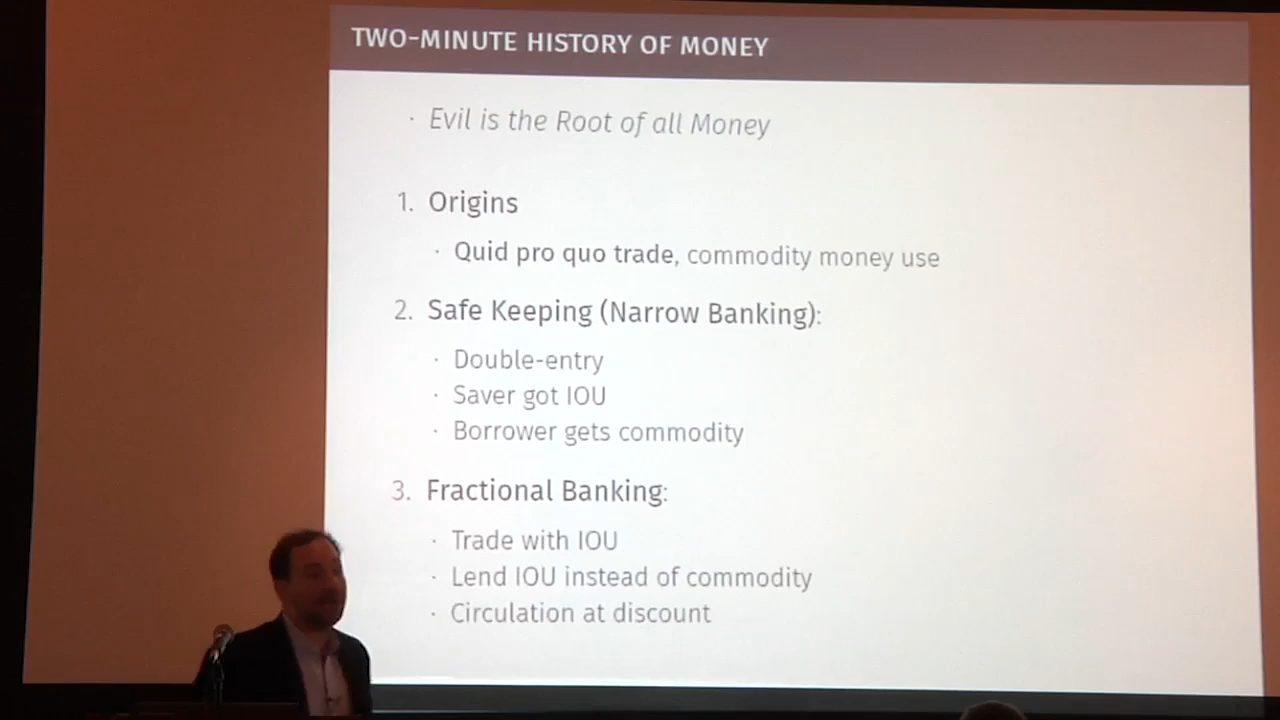 TWO-MINUTE HISTORY OF MONEY
· Evil is the Root of all Money
1. Origins
· Quid pro quo trade, commodity money use
2. Safe Keeping (Narrow Banking):
· Double-entry
· Saver got IOU
· Borrower gets commodity
3. Fractional Banking:
· Trade with IOU
· Lend IOU instead of commodity
· Circulation at discount